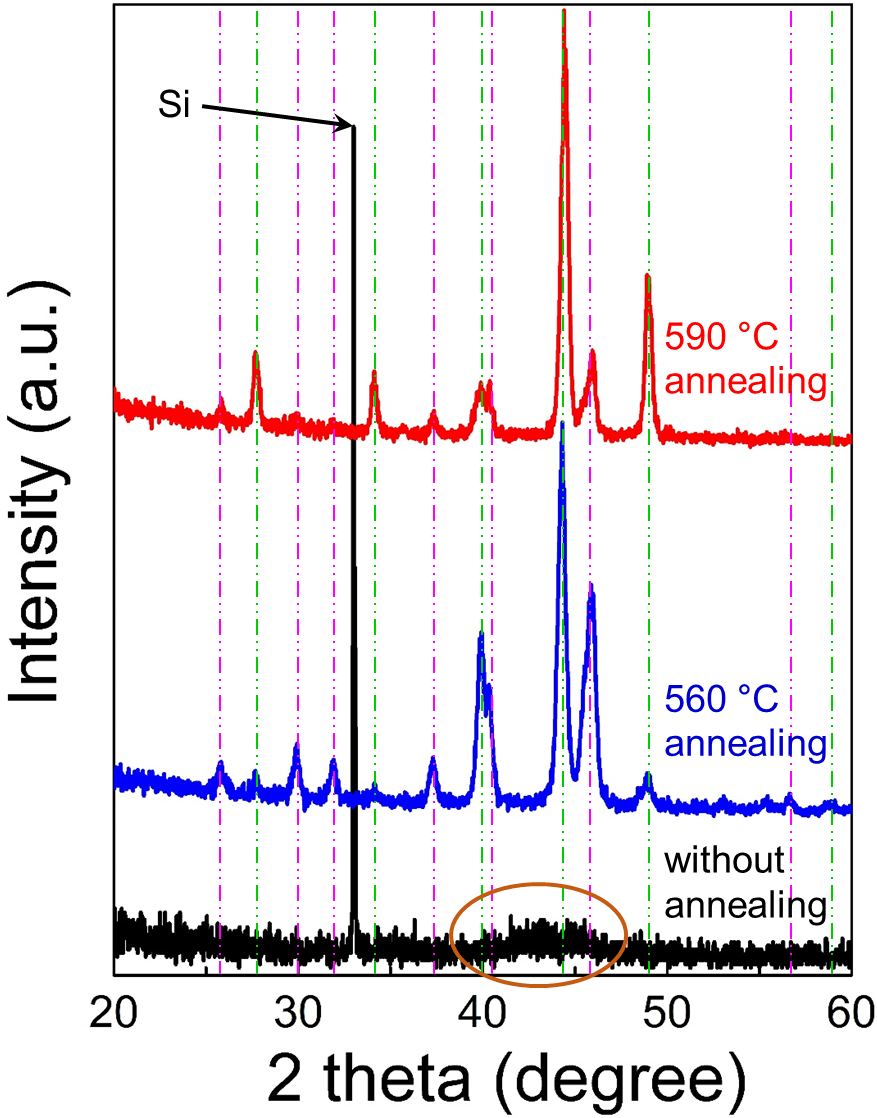 Si
590 °C
annealing
560 °C
annealing
without
annealing
Intensity (a.u.)
20 30 40 50 60
2 theta (degree)